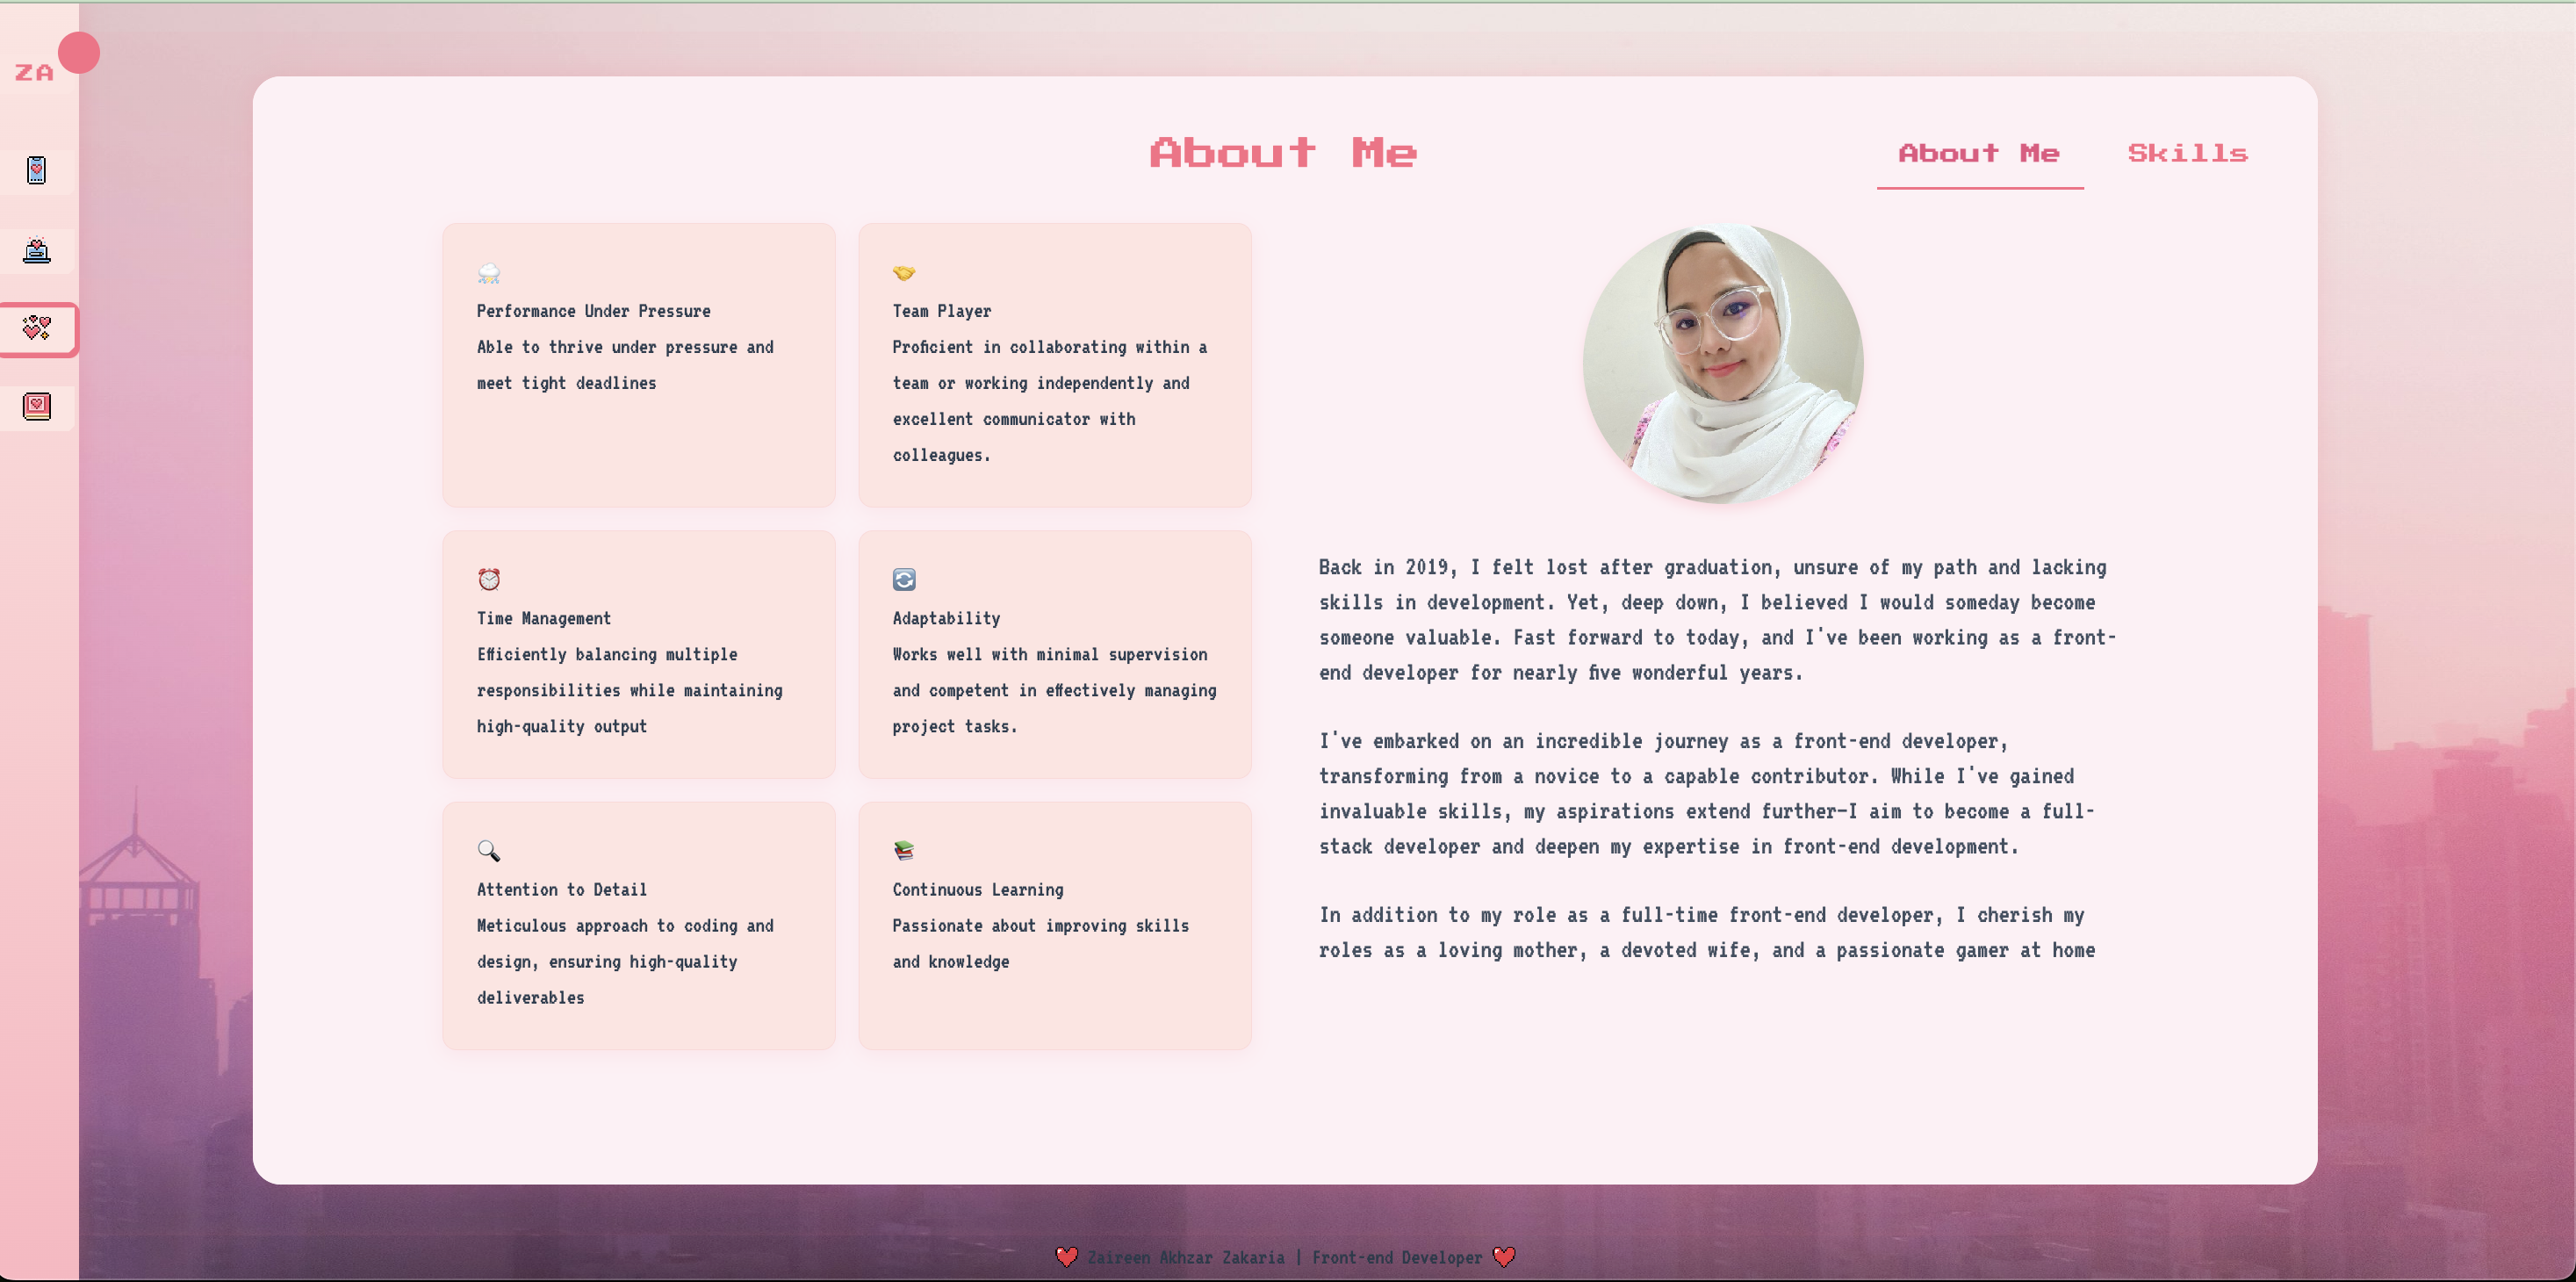 ZA
About Me
About Me
Skills
Performance Under Pressure
Able to thrive under pressure and
meet tight deadlines
Team Player
Proficient in collaborating within a
team or working independently and
excellent communicator with
colleagues.
Time Management
Efficiently balancing multiple
responsibilities while maintaining
high-quality output
Adaptability
Works well with minimal supervision
and competent in effectively managing
project tasks.
Attention to Detail
Meticulous approach to coding and
design, ensuring high-quality
deliverables
Continuous Learning
Passionate about improving skills
and knowledge
Back in 2019, I felt lost after graduation, unsure of my path and lacking
skills in development. Yet, deep down, I believed I would someday become
someone valuable. Fast forward to today, and I've been working as a front-
end developer for nearly five wonderful years.
I've embarked on an incredible journey as a front-end developer,
transforming from a novice to a capable contributor. While I've gained
invaluable skills, my aspirations extend further—I aim to become a full-
stack developer and deepen my expertise in front-end development.
In addition to my role as a full-time front-end developer, I cherish my
roles as a loving mother, a devoted wife, and a passionate gamer at home
Zaireen Akhzar Zakaria | Front-end Developer